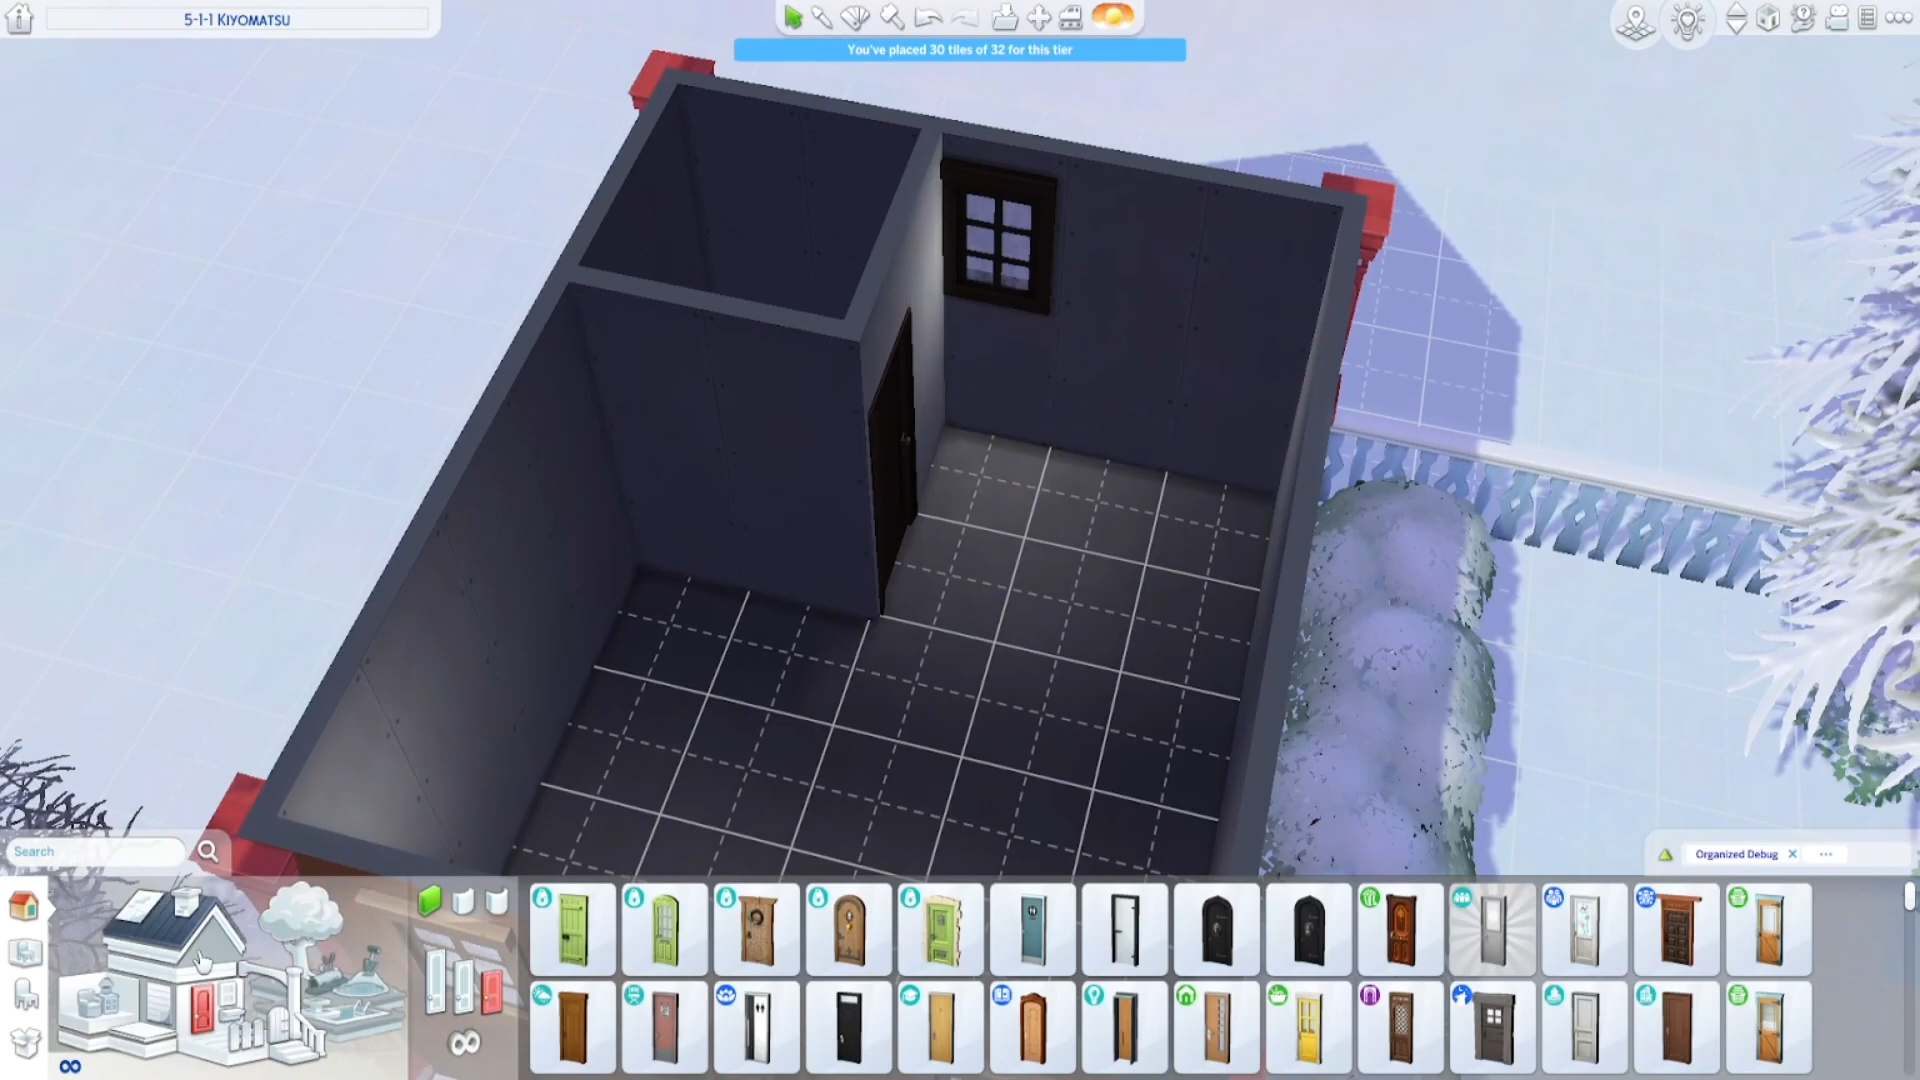 5-1-1 Kiyomatsu
You've placed 30 tiles of 32 for this tier
Search
Organized Debug